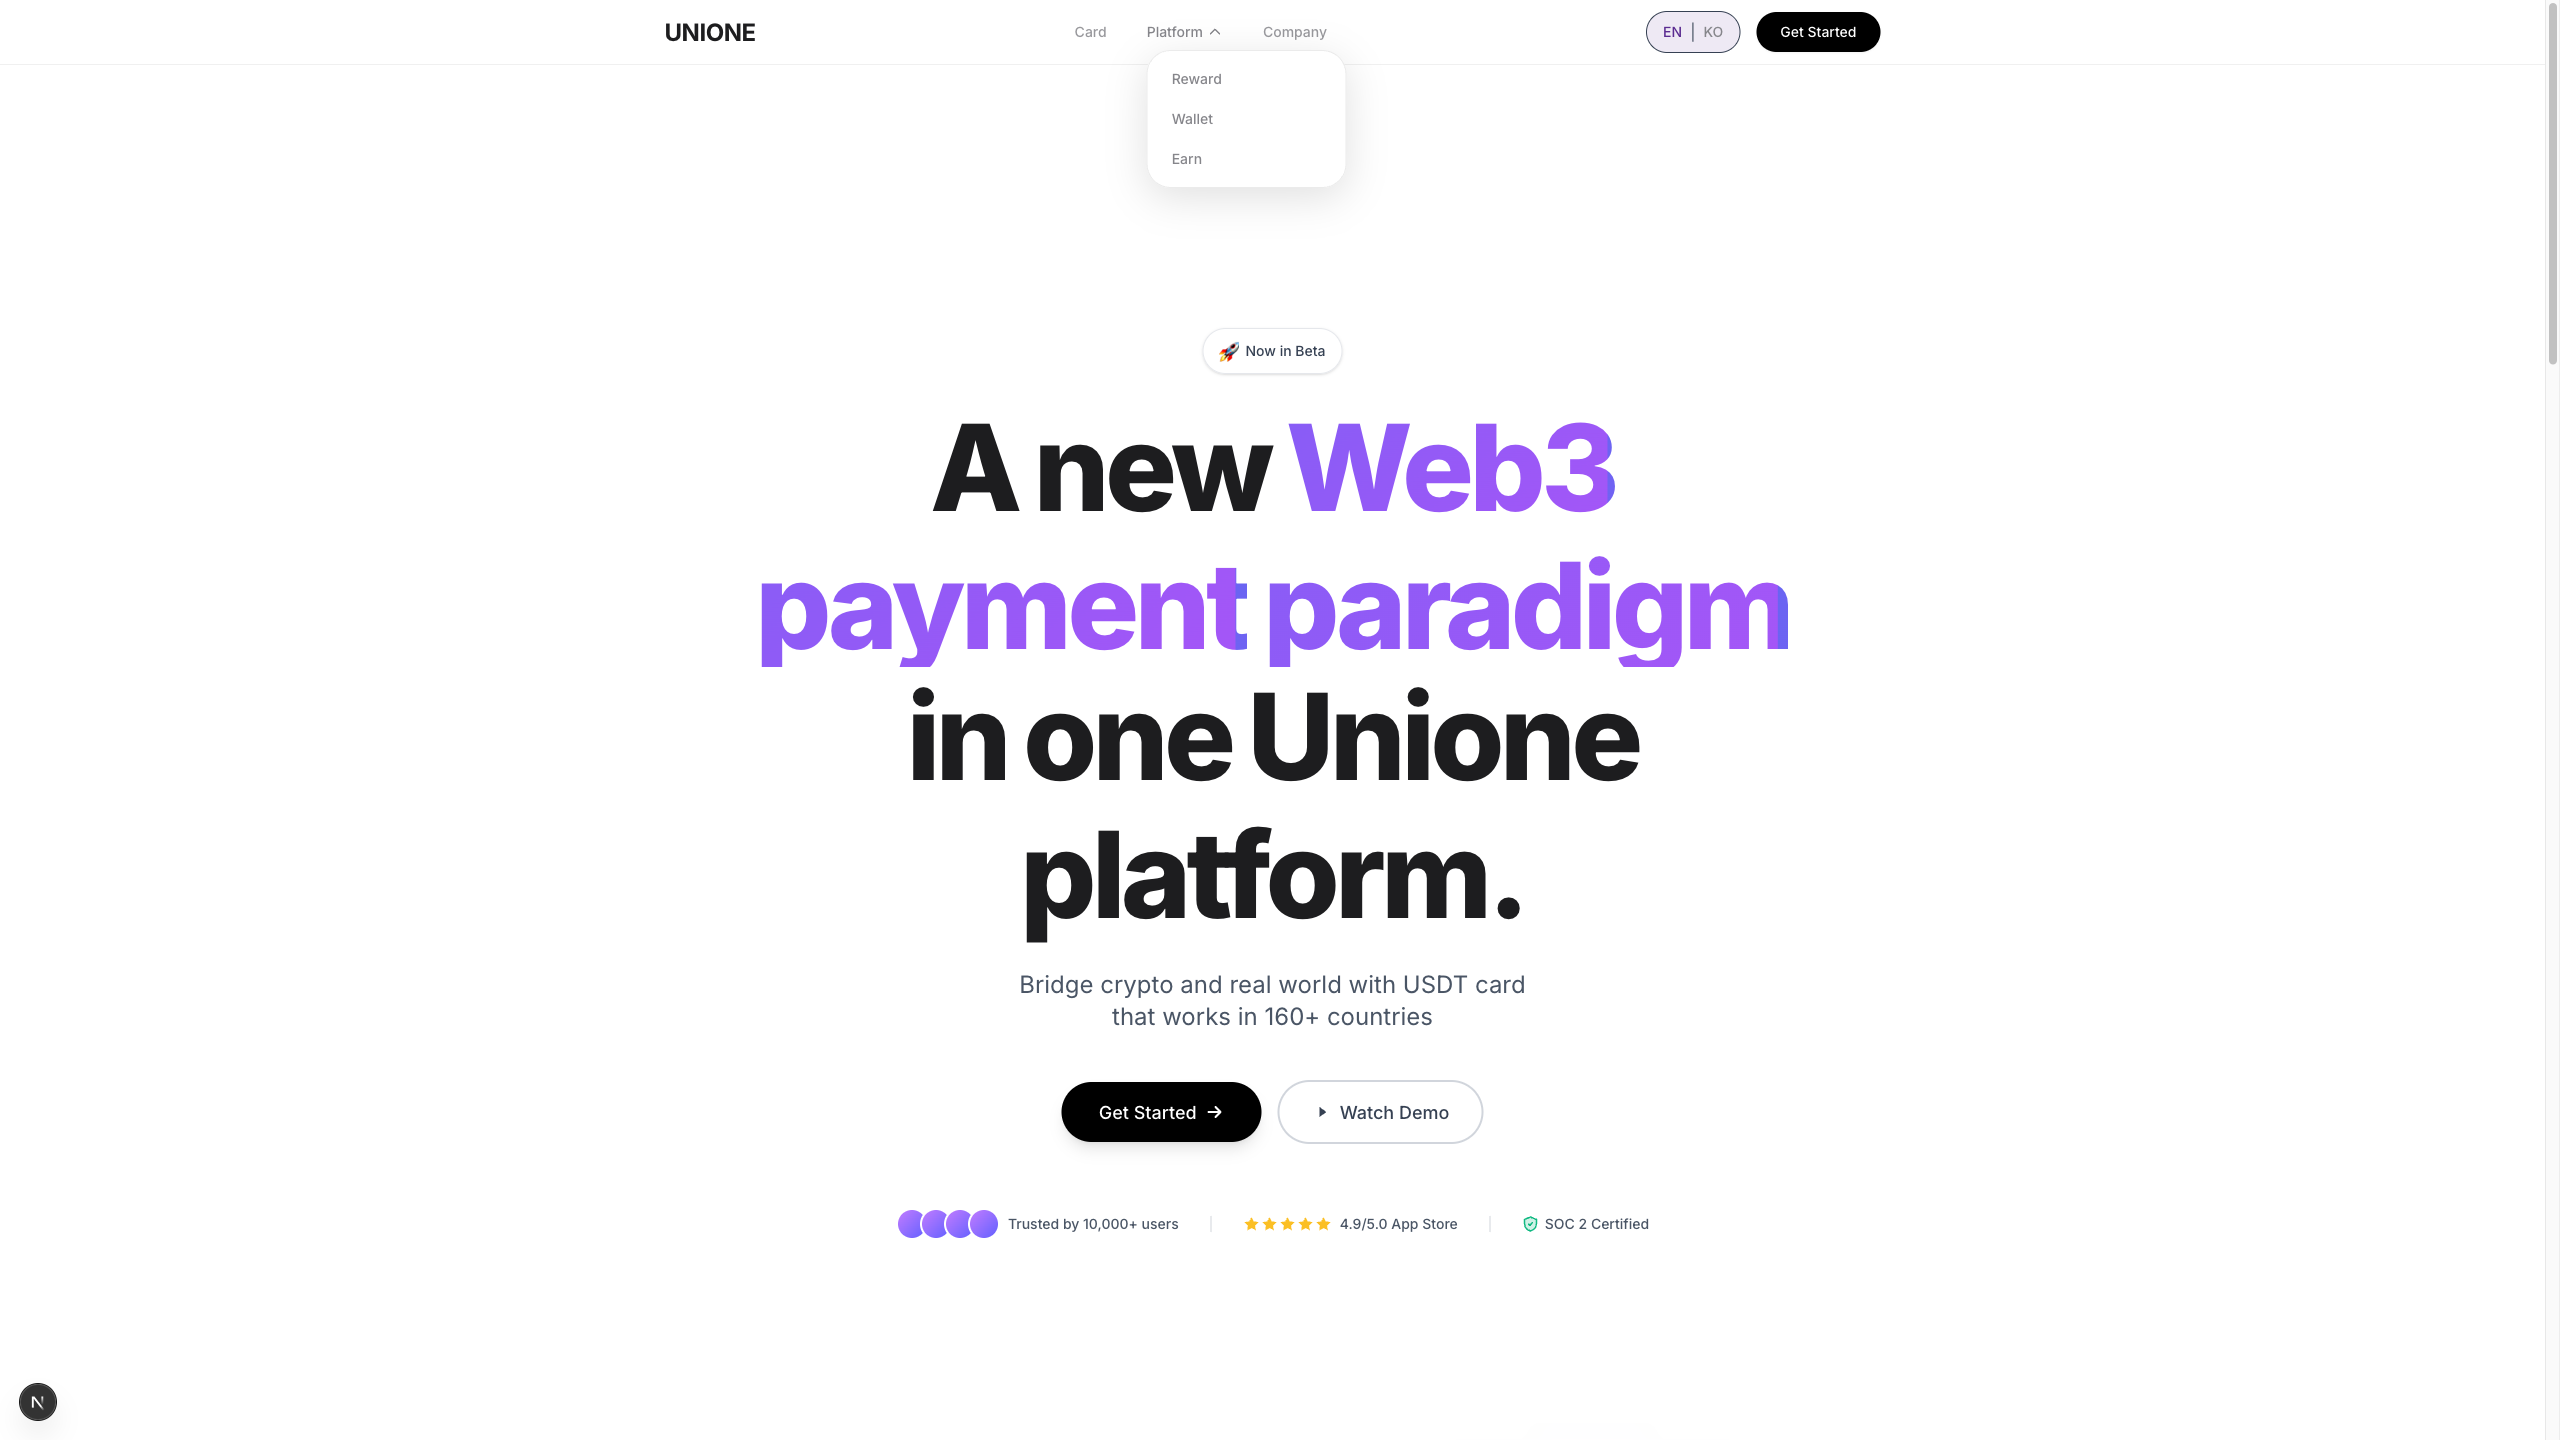 UNIONE
Card
Platform
Company
EN | KO
Get Started
Reward
Wallet
Earn
🚀 Now in Beta
A new Web3
payment paradigm
in one Unione
platform.
Bridge crypto and real world with USDT card
that works in 160+ countries
Get Started →
Watch Demo
Trusted by 10,000+ users
4.9/5.0 App Store
SOC 2 Certified
N